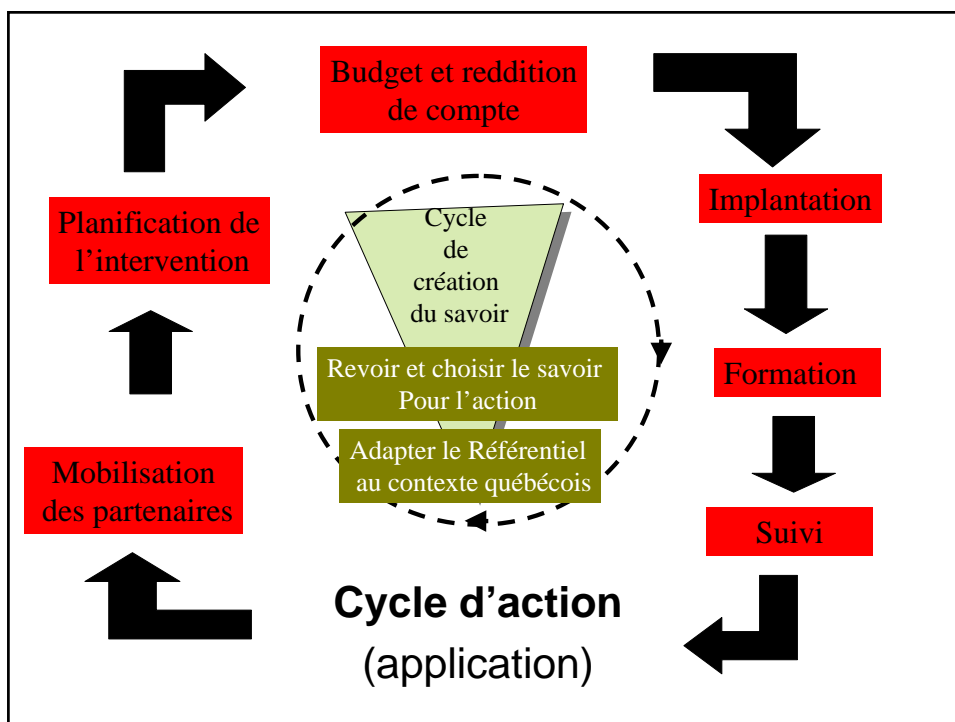 Budget et reddition
de compte
Implantation
Planification de
l’intervention
Cycle
de
création
du savoir
Revoir et choisir le savoir
Pour l’action
Formation
Adapter le Référentiel
au contexte québécois
Mobilisation
des partenaires
Suivi
Cycle d’action
(application)